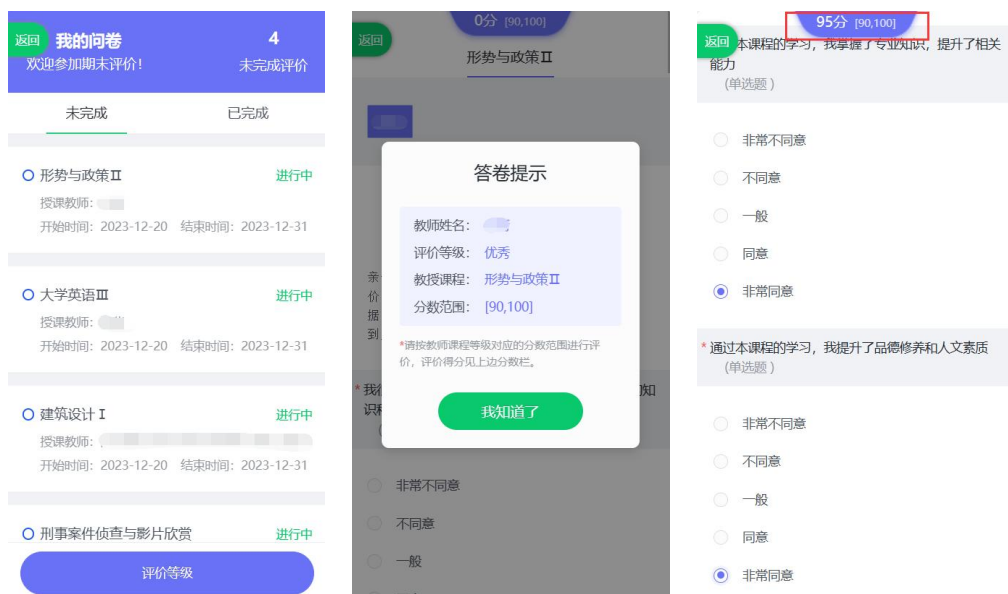 返回
我的问卷
4
欢迎参加期末评价!
未完成评价
未完成
已完成
形势与政策Ⅱ
进行中
授课教师:
开始时间: 2023-12-20 结束时间: 2023-12-31
大学英语Ⅲ
进行中
授课教师:
开始时间: 2023-12-20 结束时间: 2023-12-31
建筑设计Ⅰ
进行中
授课教师:
开始时间: 2023-12-20 结束时间: 2023-12-31
刑事案件侦查与影片欣赏
进行中
评价等级
0分 [90,100]
返回
形势与政策Ⅱ
答卷提示
教师姓名:
评价等级: 优秀
教授课程: 形势与政策Ⅱ
分数范围: [90,100]
*请按教师课程等级对应的分数范围进行评
价，评价得分见上边分数栏。
我知道了
亲
价
据
到
非常不同意
不同意
一般
95分 [90,100]
返回
本课程的学习，我掌握了专业知识，提升了相关
能力
(单选题)
非常不同意
不同意
一般
同意
非常同意
* 通过本课程的学习，我提升了品德修养和人文素质
(单选题)
非常不同意
不同意
一般
同意
非常同意